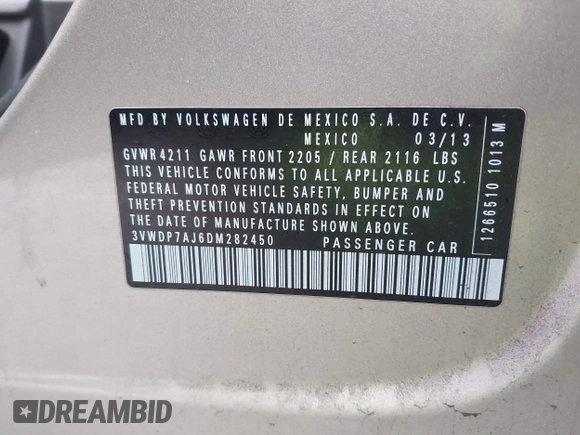 MFD BY VOLKSWAGEN DE MEXICO S.A. DE C.V.
MEXICO 03/13
GVWR 4211 GAWR FRONT 2205 / REAR 2116 LBS
THIS VEHICLE CONFORMS TO ALL APPLICABLE U.S.
FEDERAL MOTOR VEHICLE SAFETY, BUMPER AND
THEFT PREVENTION STANDARDS IN EFFECT ON
THE DATE OF MANUFACTURE SHOWN ABOVE.
3VWDP7AJ6DM282450 PASSENGER CAR
1266510 1013 M
DREAMBID